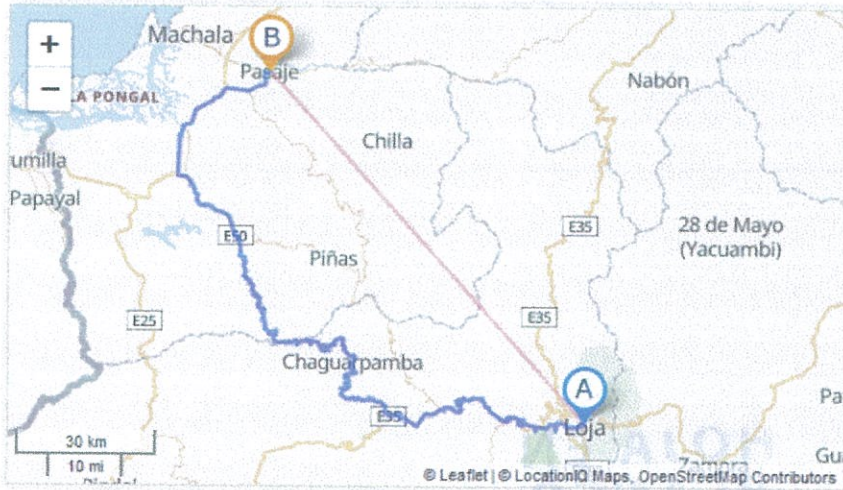 +
−
Machala
B
Pasaje
LA PONGAL
Nabón
Chilla
umilla
Papayal
E35
28 de Mayo
(Yacuambi)
E50
Piñas
E35
E25
Chaguarpamba
A
E35
Loja
Pa
30 km
10 mi
Zamora
Gu
© Leaflet | © LocationIQ Maps, OpenStreetMap Contributors